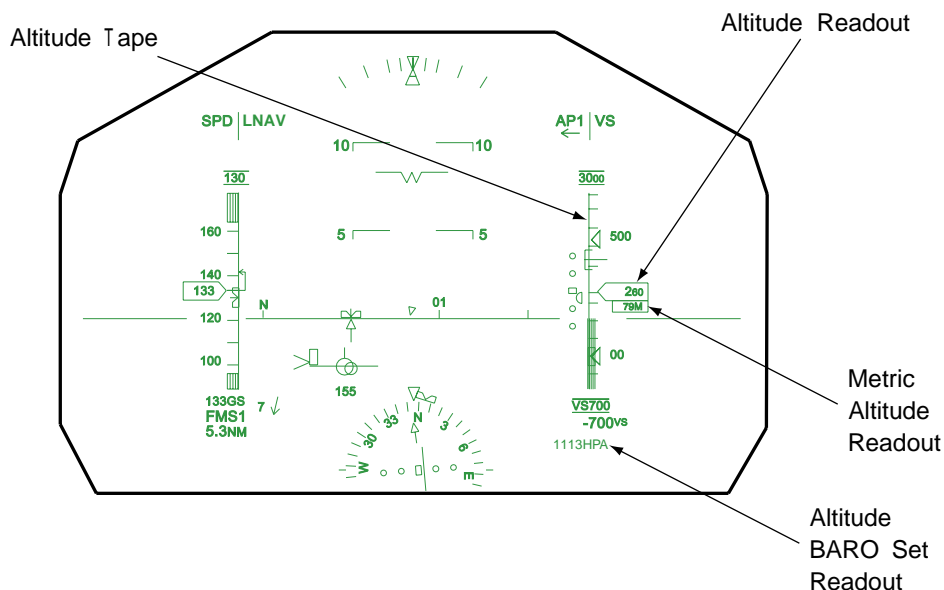 Altitude Tape
Altitude Readout
SPD LNAV
AP1 VS
10 10
130
3000
5 5
160
500
140
133
260
79M
N 01
120
100
00
155
133GS
FMS1
5.3NM
7
VS700
-700VS
1113HPA
W 30 33 N 3 6 E
Metric
Altitude
Readout
Altitude
BARO Set
Readout